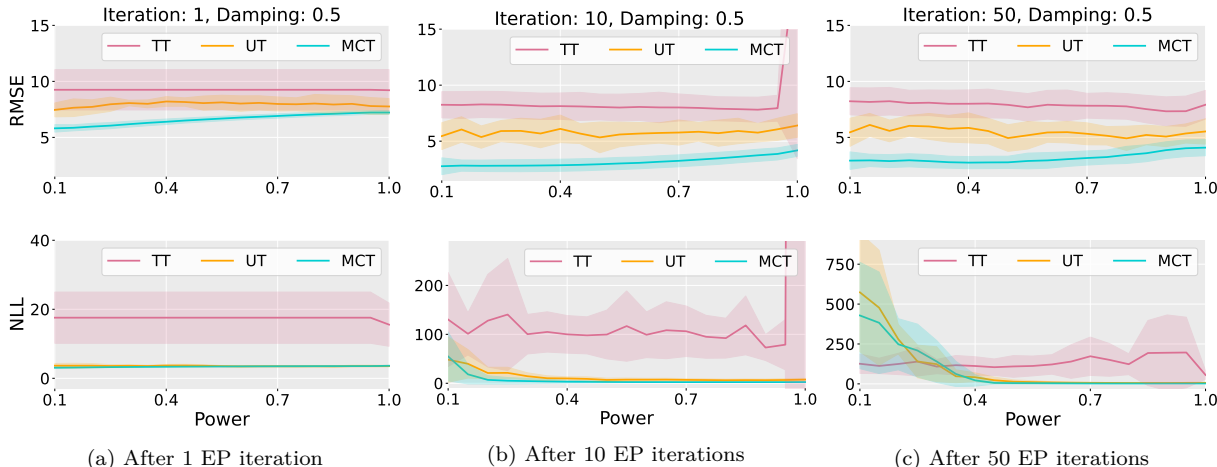 Iteration: 1, Damping: 0.5
15
TT UT MCT
10
RMSE
5
0.1 0.4 0.7 1.0
40
TT UT MCT
20
NLL
0
0.1 0.4 0.7 1.0
Power
(a) After 1 EP iteration
Iteration: 10, Damping: 0.5
15
TT UT MCT
10
5
0.1 0.4 0.7 1.0
TT UT MCT
200
100
0
0.1 0.4 0.7 1.0
Power
(b) After 10 EP iterations
Iteration: 50, Damping: 0.5
15
TT UT MCT
10
5
0.1 0.4 0.7 1.0
750
TT UT MCT
500
250
0
0.1 0.4 0.7 1.0
Power
(c) After 50 EP iterations